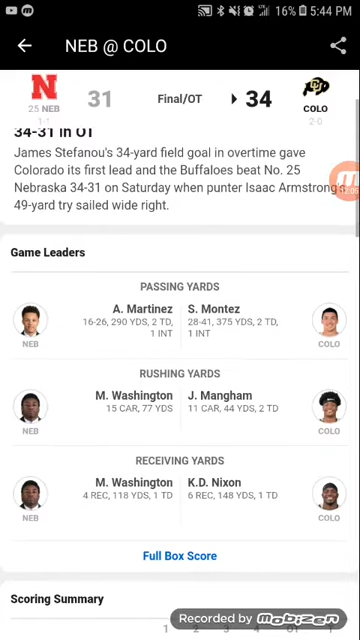 16% 5:44 PM
NEB @ COLO
N
25 NEB 31 Final/OT 34 COLO
1-1 2-0
34-31 in OT
James Stefanou's 34-yard field goal in overtime gave
Colorado its first lead and the Buffaloes beat No. 25
Nebraska 34-31 on Saturday when punter Isaac Armstrong's
49-yard try sailed wide right.
Game Leaders
PASSING YARDS
A. Martinez S. Montez
16-26, 290 YDS, 2 TD, 28-41, 375 YDS, 2 TD,
1 INT 1 INT
NEB COLO
RUSHING YARDS
M. Washington J. Mangham
15 CAR, 77 YDS 11 CAR, 44 YDS, 2 TD
NEB COLO
RECEIVING YARDS
M. Washington K.D. Nixon
4 REC, 118 YDS, 1 TD 6 REC, 148 YDS, 1 TD
NEB COLO
Full Box Score
Scoring Summary
1 2 3 4 OT T
Recorded by Mobizen